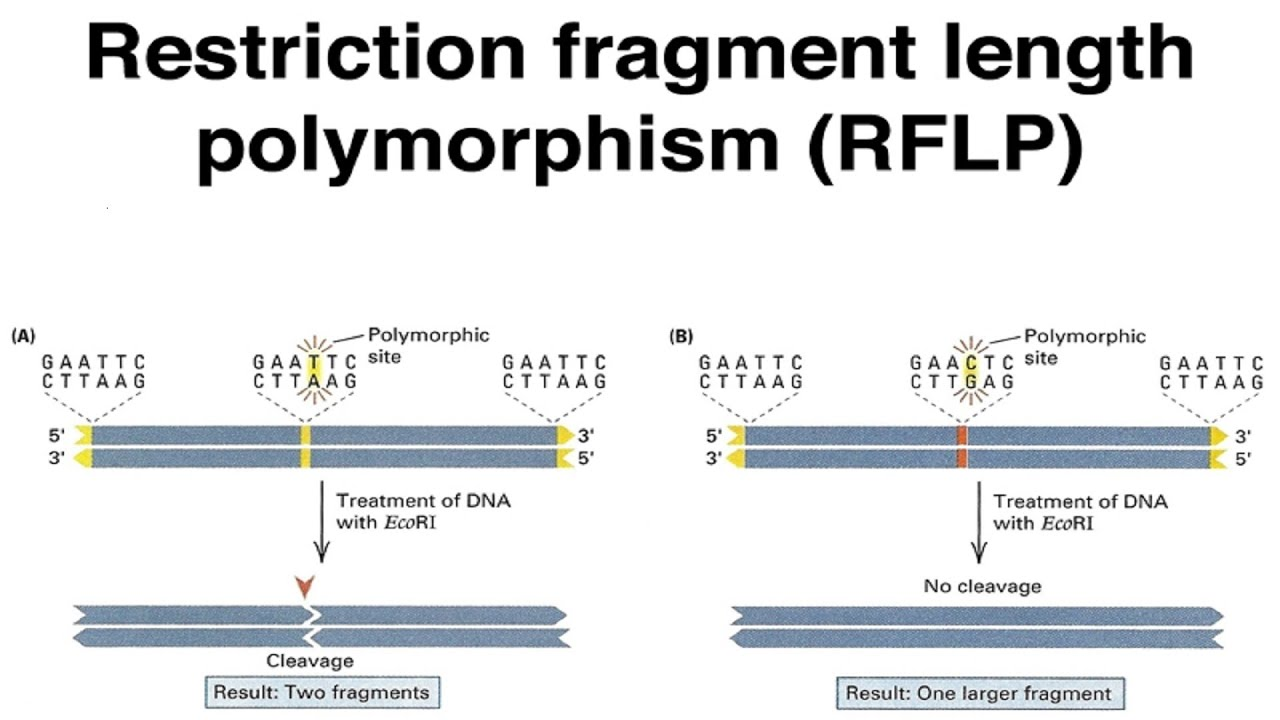 Restriction fragment length
polymorphism (RFLP)
(A)
Polymorphic
site
G A A T T C
C T T A A G
G A A T T C
C T T A A G
G A A T T C
C T T A A G
5' 3'
3' 5'
Treatment of DNA
with EcoRI
Cleavage
Result: Two fragments
(B)
Polymorphic
site
G A A T T C
C T T A A G
G A A C T C
C T T G A G
G A A T T C
C T T A A G
5' 3'
3' 5'
Treatment of DNA
with EcoRI
No cleavage
Result: One larger fragment